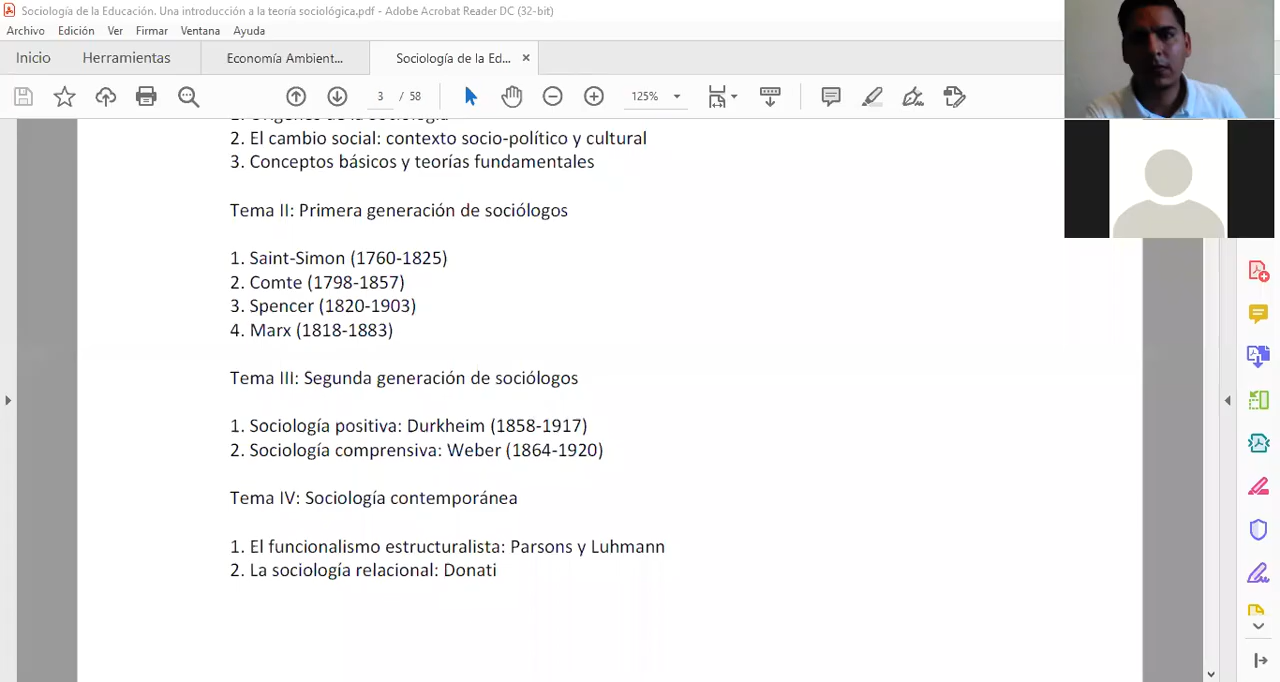 Sociología de la Educación. Una introducción a la teoría sociológica.pdf - Adobe Acrobat Reader DC (32-bit)
Archivo Edición Ver Firmar Ventana Ayuda
Inicio Herramientas Economía Ambient... Sociología de la Ed... ×
3 / 58 125%
1. Orígenes de la sociología
2. El cambio social: contexto socio-político y cultural
3. Conceptos básicos y teorías fundamentales
Tema II: Primera generación de sociólogos
1. Saint-Simon (1760-1825)
2. Comte (1798-1857)
3. Spencer (1820-1903)
4. Marx (1818-1883)
Tema III: Segunda generación de sociólogos
1. Sociología positiva: Durkheim (1858-1917)
2. Sociología comprensiva: Weber (1864-1920)
Tema IV: Sociología contemporánea
1. El funcionalismo estructuralista: Parsons y Luhmann
2. La sociología relacional: Donati